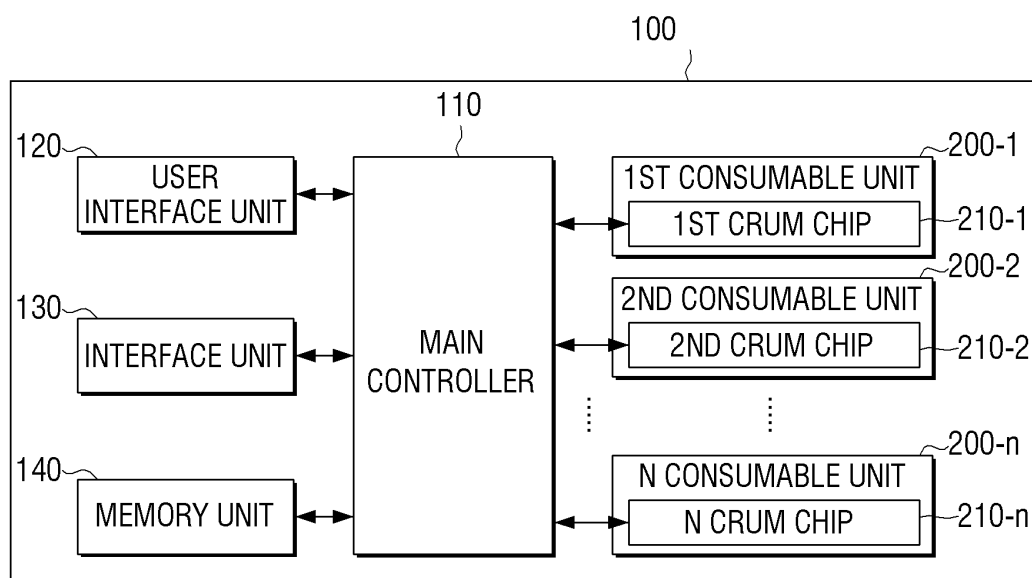 100
110
120
USER
INTERFACE UNIT
130
INTERFACE UNIT
140
MEMORY UNIT
MAIN
CONTROLLER
200-1
1ST CONSUMABLE UNIT
1ST CRUM CHIP
210-1
200-2
2ND CONSUMABLE UNIT
2ND CRUM CHIP
210-2
200-n
N CONSUMABLE UNIT
N CRUM CHIP
210-n